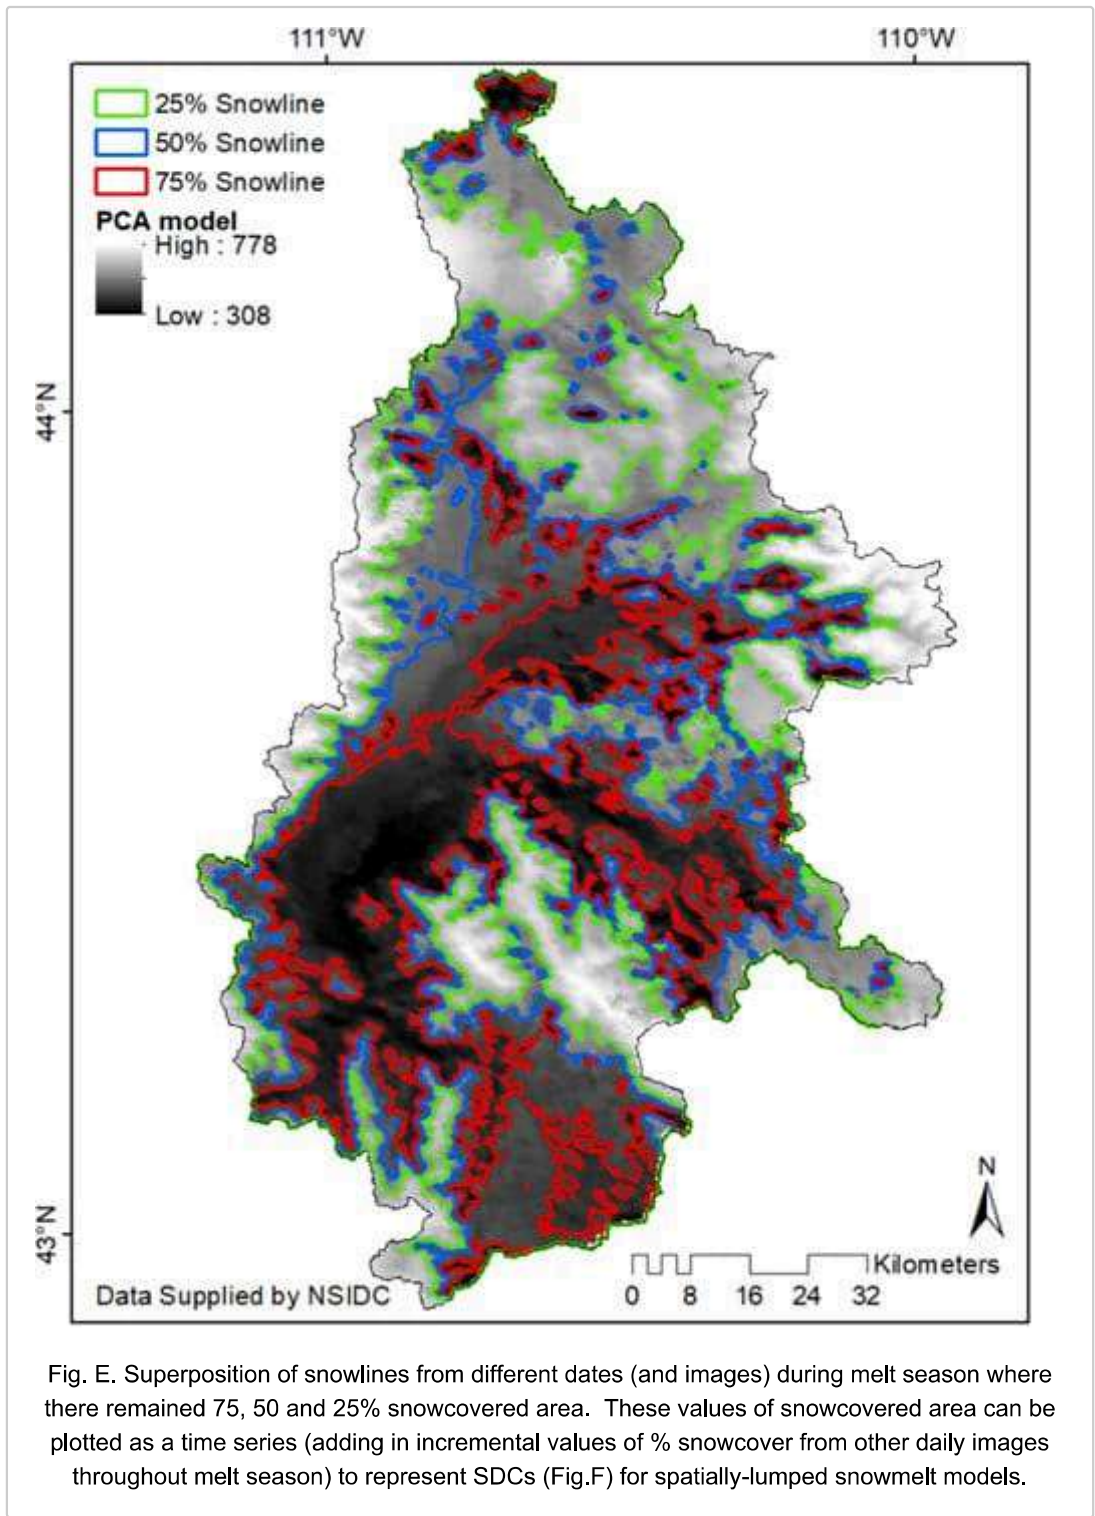 111°W
110°W
25% Snowline
50% Snowline
75% Snowline
PCA model
High : 778
Low : 308
44°N
43°N
N
Kilometers
0 8 16 24 32
Data Supplied by NSIDC
Fig. E. Superposition of snowlines from different dates (and images) during melt season where
there remained 75, 50 and 25% snowcovered area. These values of snowcovered area can be
plotted as a time series (adding in incremental values of % snowcover from other daily images
throughout melt season) to represent SDCs (Fig.F) for spatially-lumped snowmelt models.